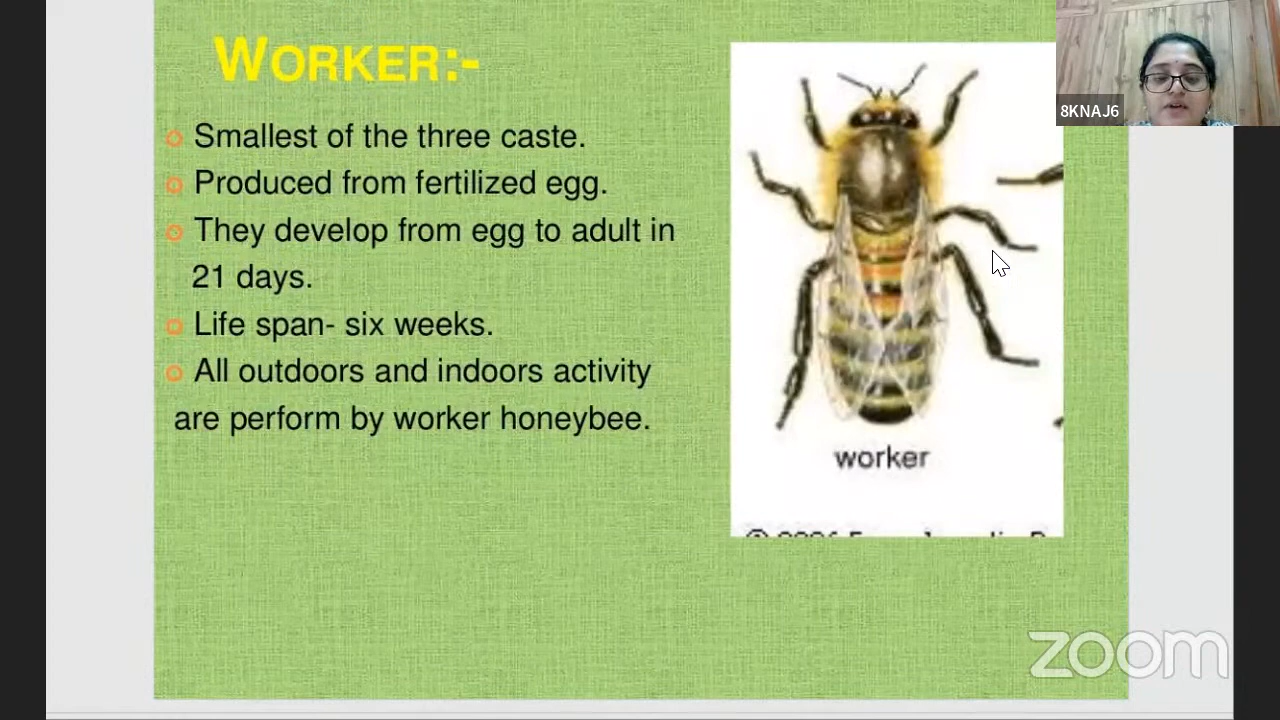 WORKER:-
Smallest of the three caste.
Produced from fertilized egg.
They develop from egg to adult in
21 days.
Life span- six weeks.
All outdoors and indoors activity
are perform by worker honeybee.
worker
8KNAJ6
zoom